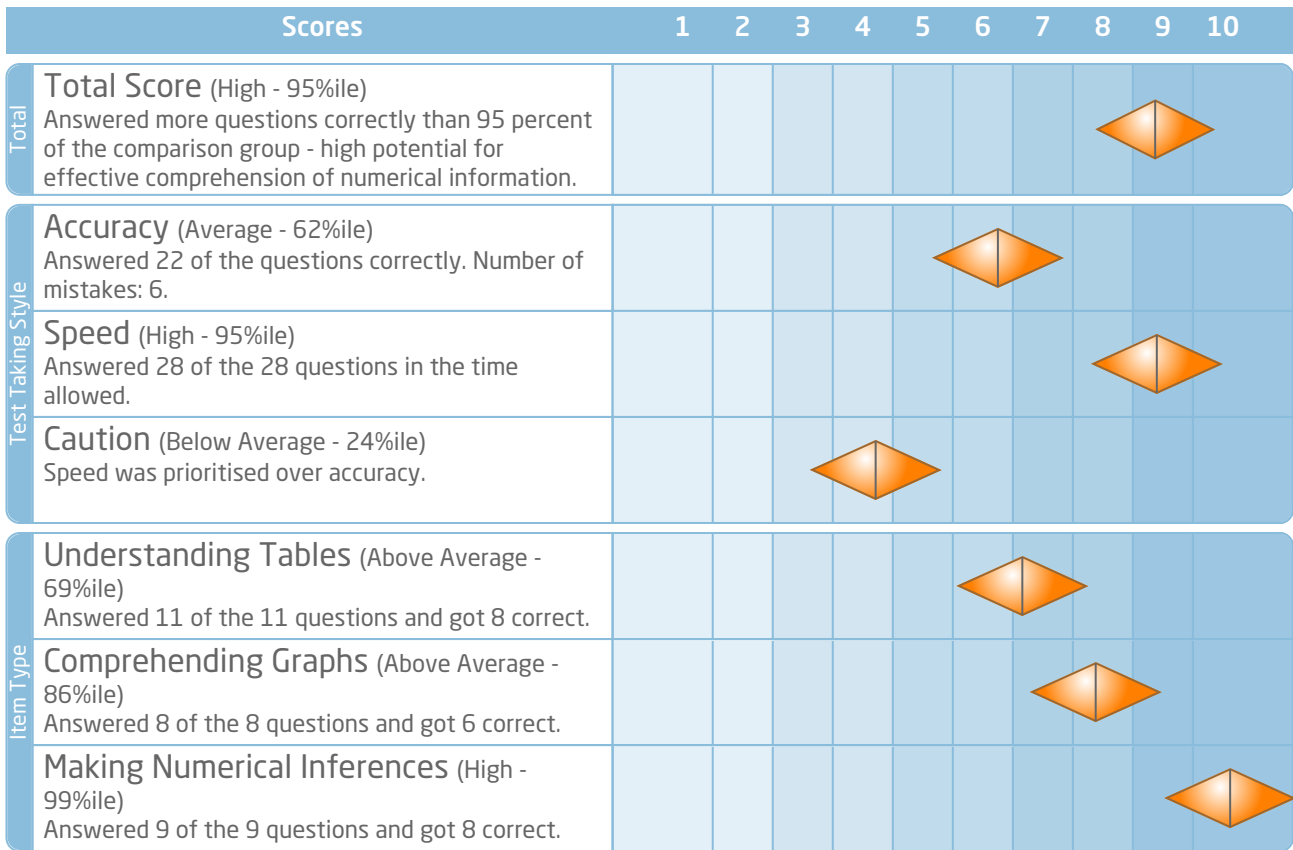 Scores 1 2 3 4 5 6 7 8 9 10
Total
Total Score (High - 95%ile)
Answered more questions correctly than 95 percent
of the comparison group - high potential for
effective comprehension of numerical information.
Test Taking Style
Accuracy (Average - 62%ile)
Answered 22 of the questions correctly. Number of
mistakes: 6.
Speed (High - 95%ile)
Answered 28 of the 28 questions in the time
allowed.
Caution (Below Average - 24%ile)
Speed was prioritised over accuracy.
Item Type
Understanding Tables (Above Average -
69%ile)
Answered 11 of the 11 questions and got 8 correct.
Comprehending Graphs (Above Average -
86%ile)
Answered 8 of the 8 questions and got 6 correct.
Making Numerical Inferences (High -
99%ile)
Answered 9 of the 9 questions and got 8 correct.